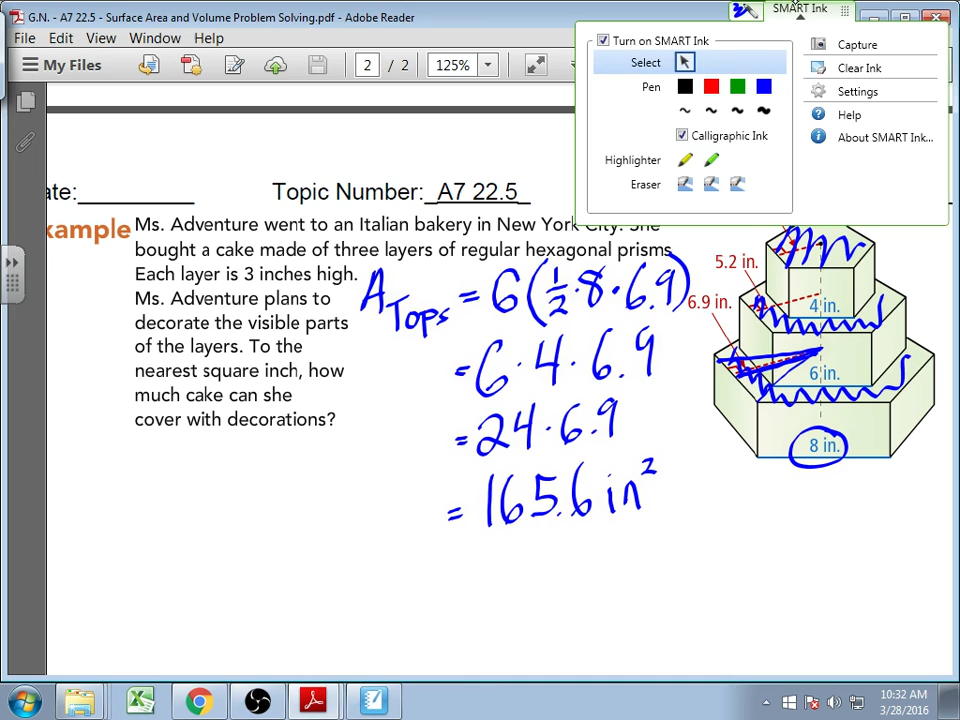 G.N. - A7 22.5 - Surface Area and Volume Problem Solving.pdf - Adobe Reader
SMART Ink
File Edit View Window Help
My Files
2 / 2
125%
Turn on SMART Ink
Select
Pen
Calligraphic Ink
Highlighter
Eraser
Capture
Clear Ink
Settings
Help
About SMART Ink...
ate:_________ Topic Number:_A7 22.5_
xample
Ms. Adventure went to an Italian bakery in New York City. She
bought a cake made of three layers of regular hexagonal prisms.
Each layer is 3 inches high.
Ms. Adventure plans to
decorate the visible parts
of the layers. To the
nearest square inch, how
much cake can she
cover with decorations?
A Tops = 6(1/2·8·6.9)
=6·4·6.9
=24·6.9
=165.6 in²
5.2 in.
6.9 in.
4 in.
6 in.
8 in.
10:32 AM
3/28/2016